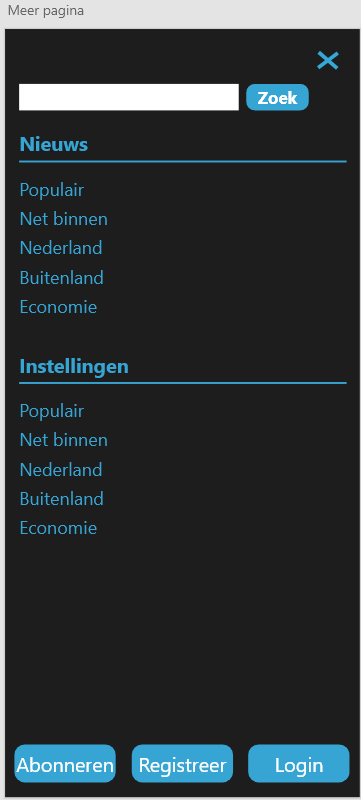 Meer pagina
Zoek
Nieuws
Populair
Net binnen
Nederland
Buitenland
Economie
Instellingen
Populair
Net binnen
Nederland
Buitenland
Economie
Abonneren Registreer Login